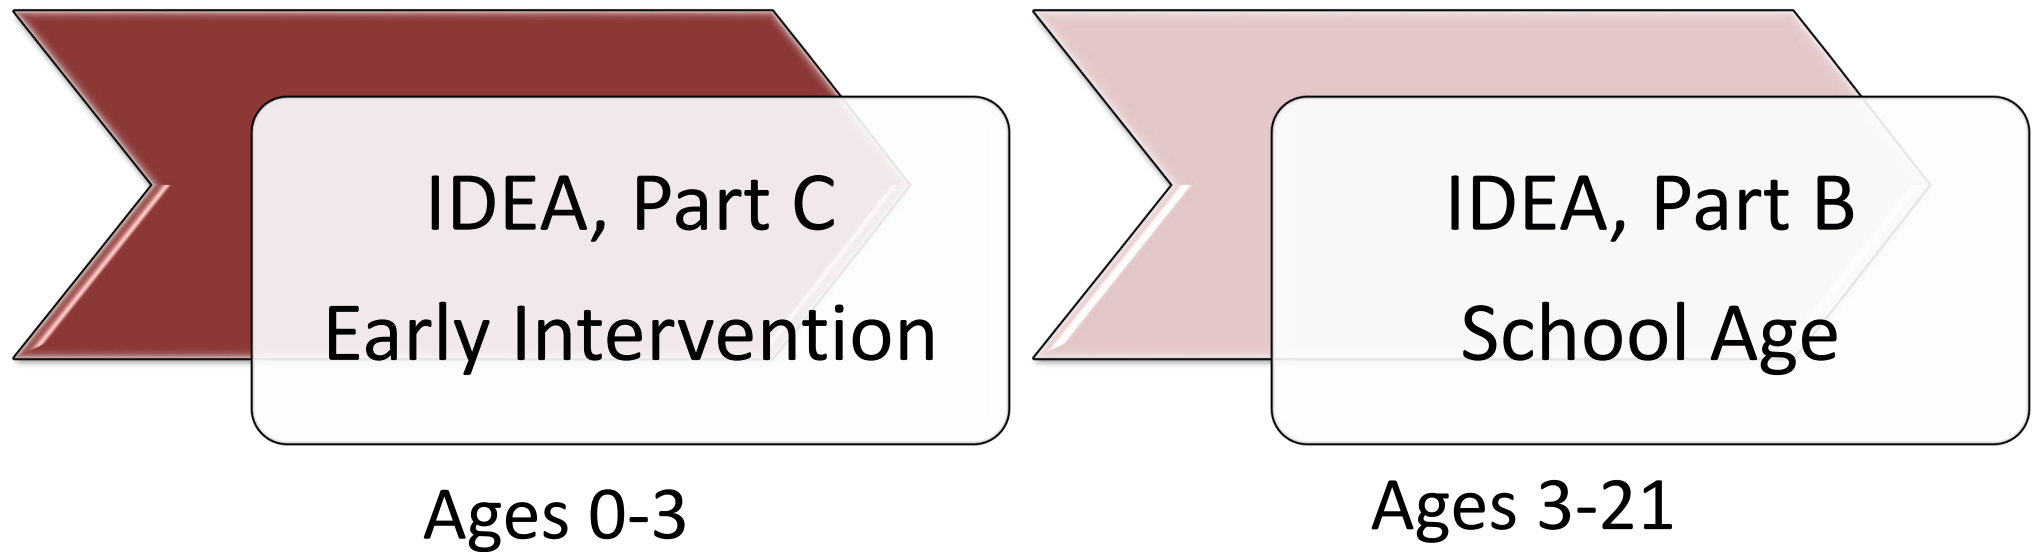 IDEA, Part C
Early Intervention
Ages 0-3
IDEA, Part B
School Age
Ages 3-21